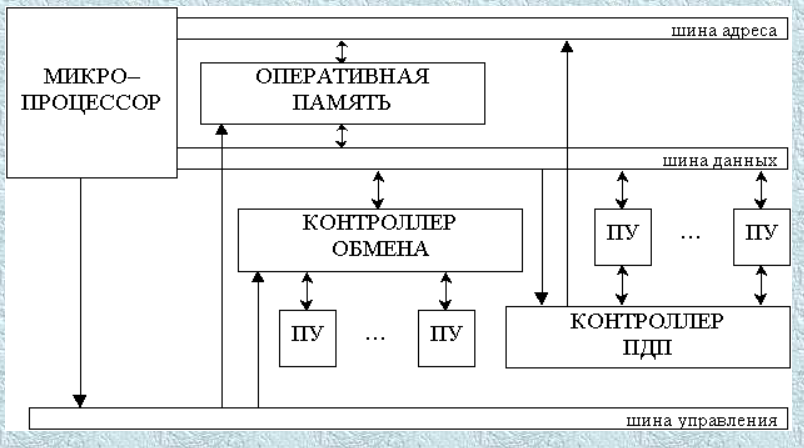 шина адреса
МИКРО–
ПРОЦЕССОР
ОПЕРАТИВНАЯ
ПАМЯТЬ
шина данных
КОНТРОЛЛЕР
ОБМЕНА
ПУ ... ПУ
ПУ ... ПУ
КОНТРОЛЛЕР
ПДП
шина управления